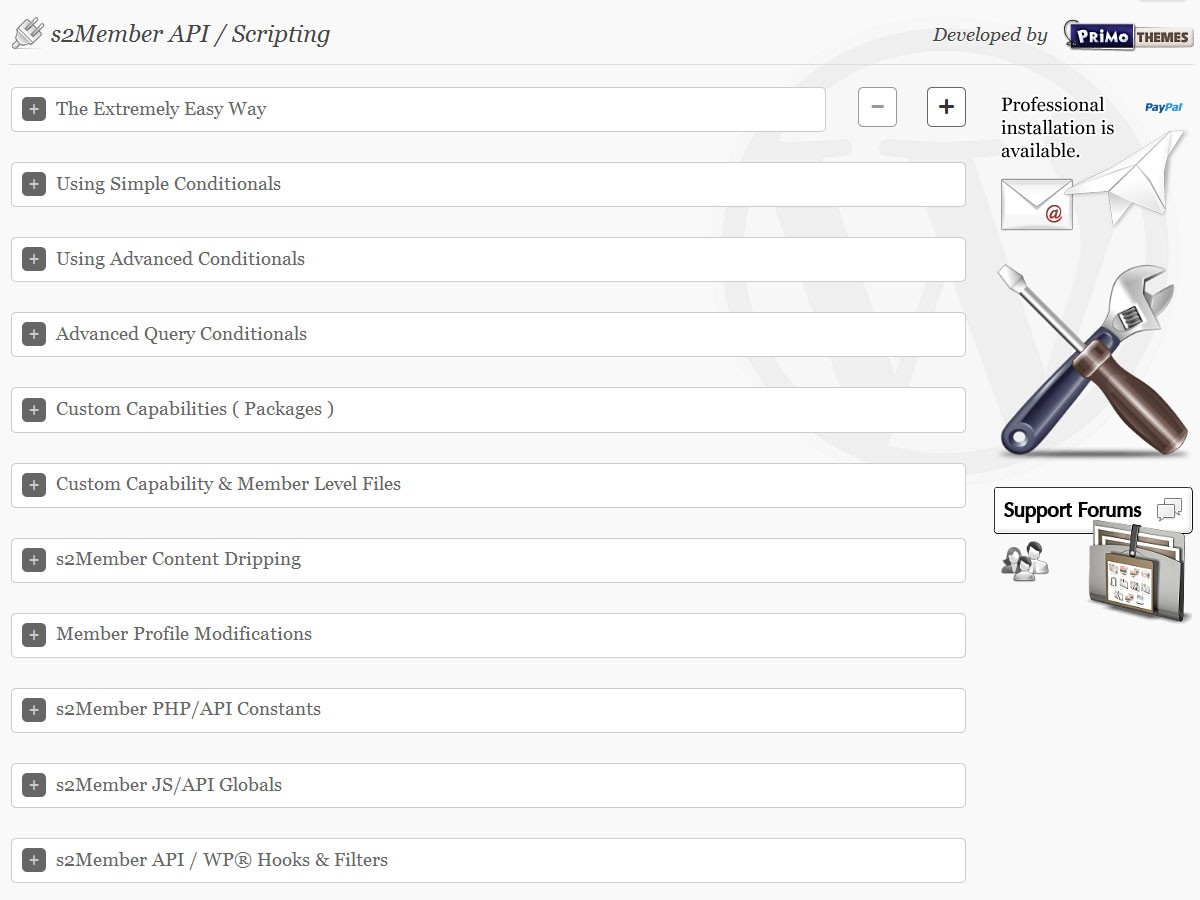 s2Member API / Scripting
Developed by PRiMO THEMES
+ The Extremely Easy Way
− +
+ Using Simple Conditionals
+ Using Advanced Conditionals
+ Advanced Query Conditionals
+ Custom Capabilities ( Packages )
+ Custom Capability & Member Level Files
+ s2Member Content Dripping
+ Member Profile Modifications
+ s2Member PHP/API Constants
+ s2Member JS/API Globals
+ s2Member API / WP® Hooks & Filters
Professional PayPal
installation is
available.
@
Support Forums